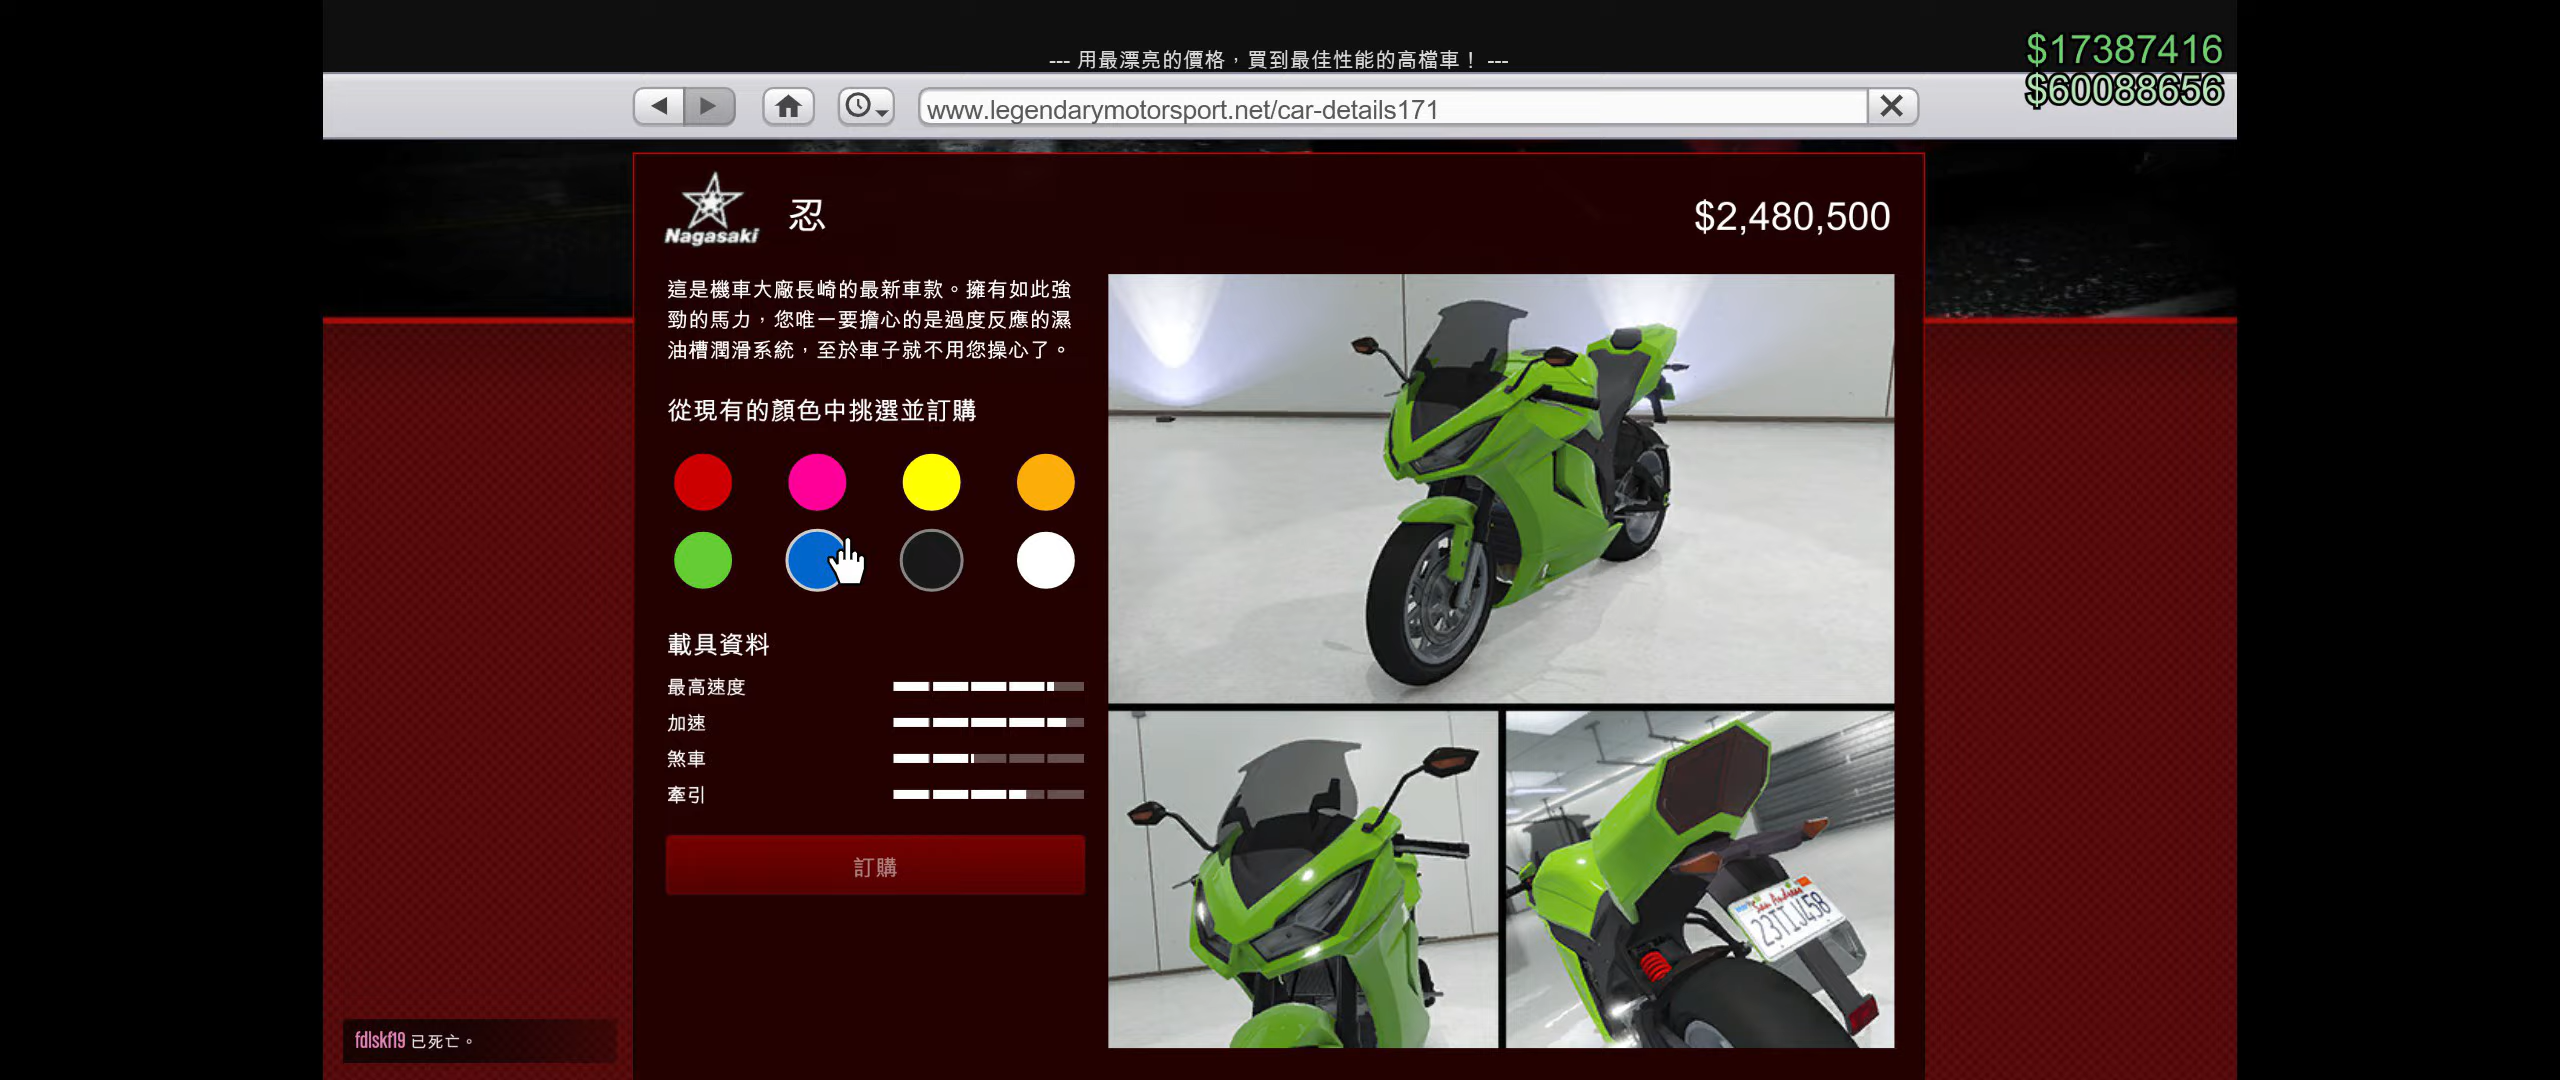 --- 用最漂亮的價格，買到最佳性能的高檔車！ ---
$17387416
$60088656
www.legendarymotorsport.net/car-details171
Nagasaki
忍
$2,480,500
這是機車大廠長崎的最新車款。擁有如此強
勁的馬力，您唯一要擔心的是過度反應的濕
油槽潤滑系統，至於車子就不用您操心了。
從現有的顏色中挑選並訂購
載具資料
最高速度
加速
煞車
牽引
訂購
San Andreas
23TIJ458
fdlskf19 已死亡。